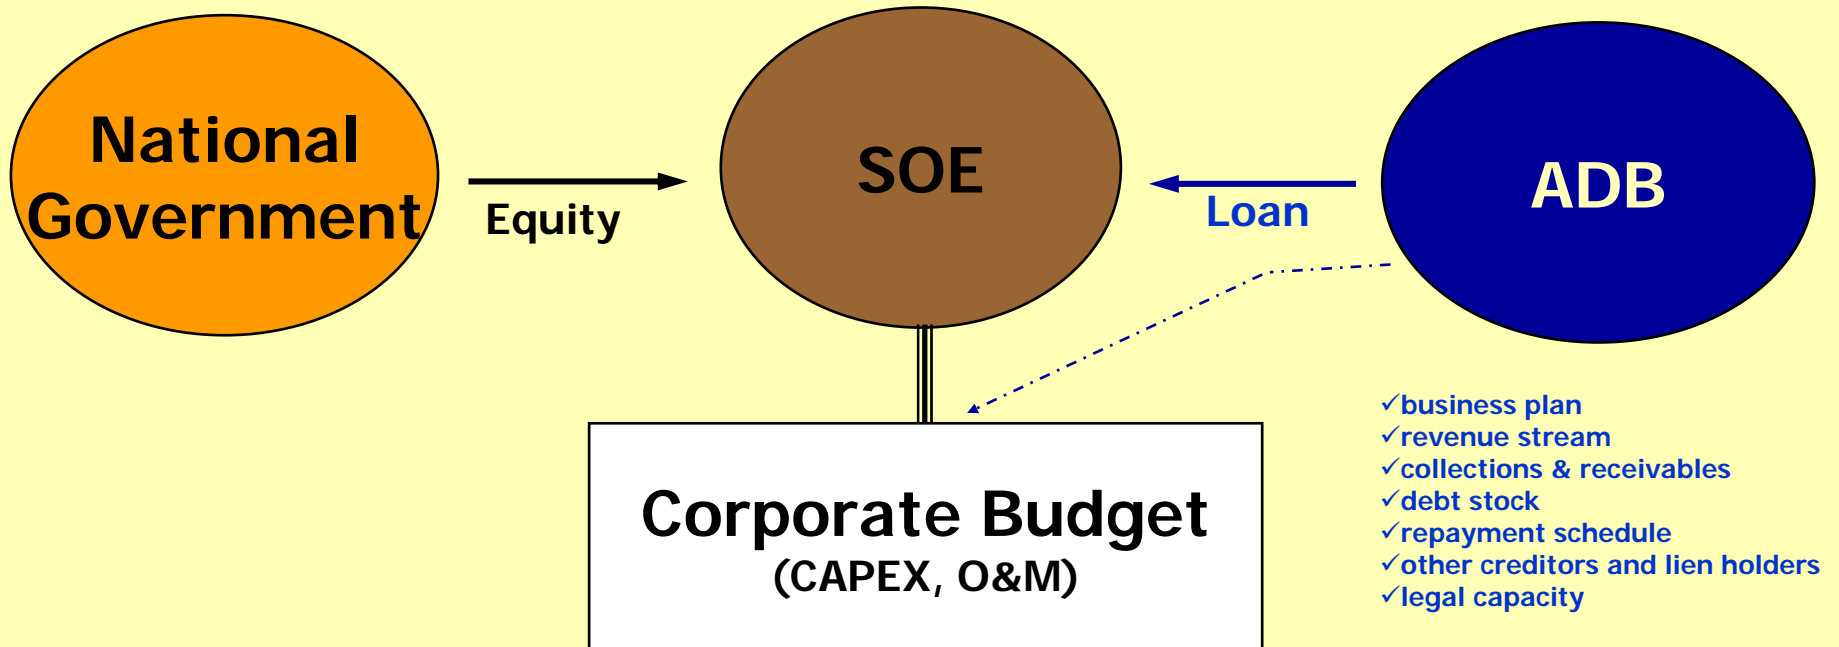 National
Government
Equity
SOE
Loan
ADB
Corporate Budget
(CAPEX, O&M)
✓business plan
✓revenue stream
✓collections & receivables
✓debt stock
✓repayment schedule
✓other creditors and lien holders
✓legal capacity